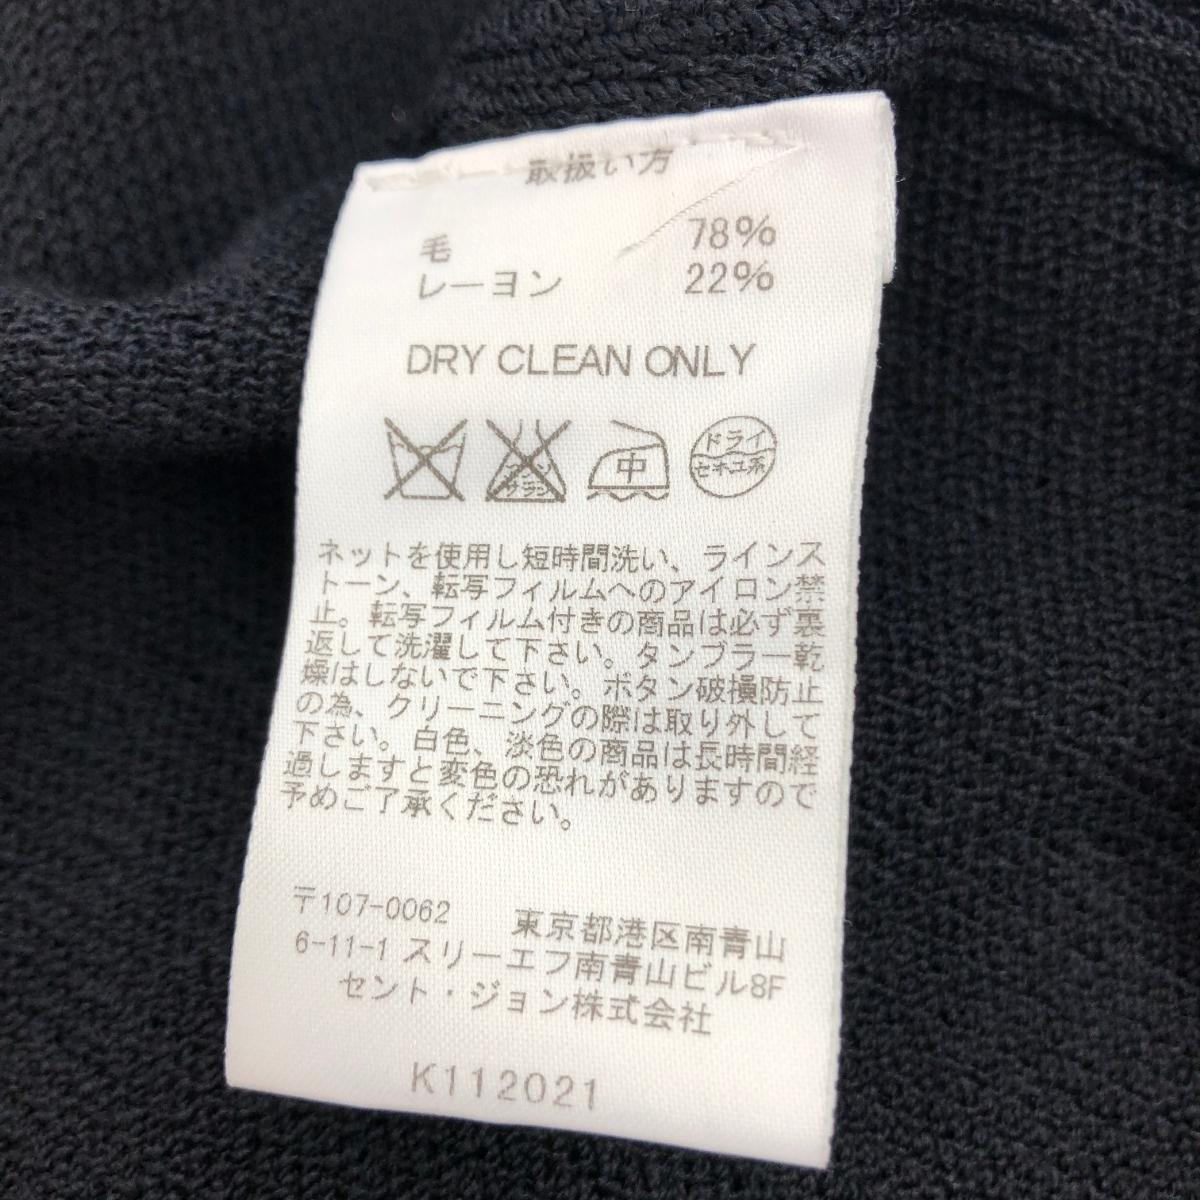 取扱い方
毛 78%
レーヨン 22%
DRY CLEAN ONLY
エンソ
サラシ
中
ドライ
セキユ系
ネットを使用し短時間洗い、ラインス
トーン、転写フィルムへのアイロン禁
止。転写フィルム付きの商品は必ず裏
返して洗濯して下さい。タンブラー乾
燥はしないで下さい。ボタン破損防止
の為、クリーニングの際は取り外して
下さい。白色、淡色の商品は長時間経
過しますと変色の恐れがありますので
予めご了承ください。
〒107-0062 東京都港区南青山
6-11-1 スリーエフ南青山ビル8F
セント・ジョン株式会社
K112021